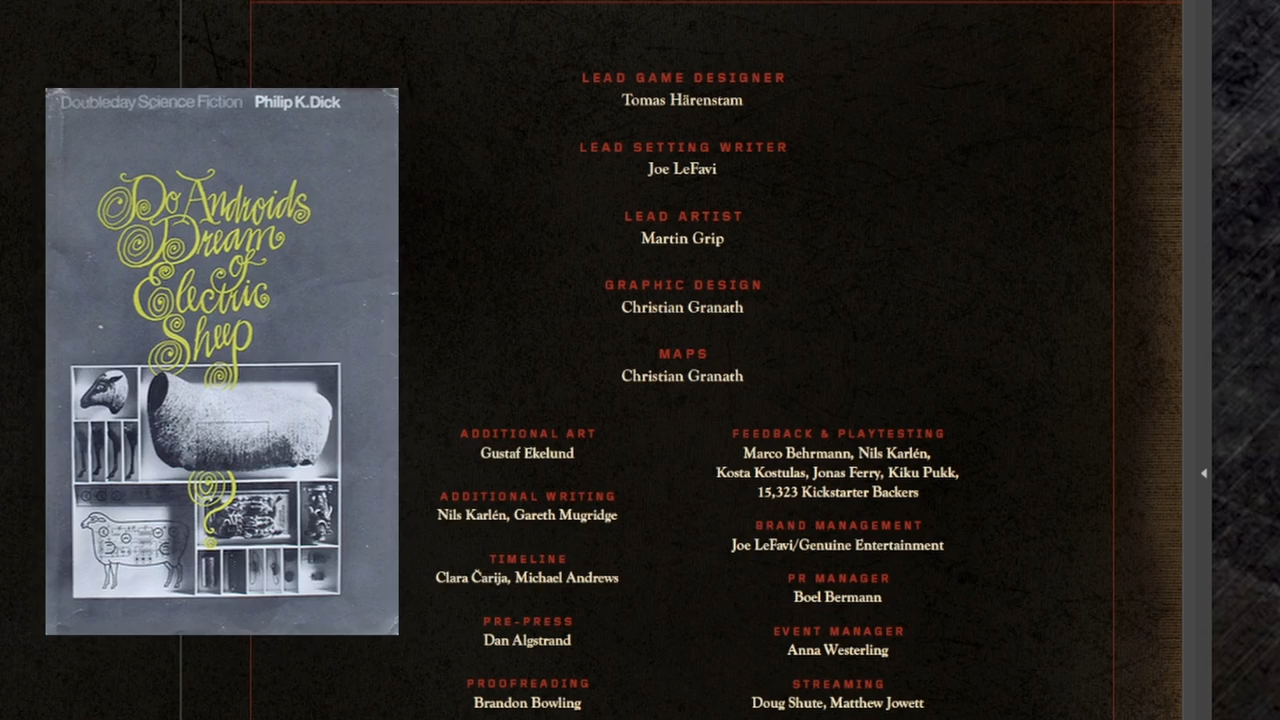 Doubleday Science Fiction Philip K. Dick
Do Androids
Dream
of
Electric
Sheep
?
LEAD GAME DESIGNER
Tomas Härenstam
LEAD SETTING WRITER
Joe LeFavi
LEAD ARTIST
Martin Grip
GRAPHIC DESIGN
Christian Granath
MAPS
Christian Granath
ADDITIONAL ART
Gustaf Ekelund
ADDITIONAL WRITING
Nils Karlén, Gareth Mugridge
TIMELINE
Clara Čarija, Michael Andrews
PRE-PRESS
Dan Algstrand
PROOFREADING
Brandon Bowling
FEEDBACK & PLAYTESTING
Marco Behrmann, Nils Karlén,
Kosta Kostulas, Jonas Ferry, Kiku Pukk,
15,323 Kickstarter Backers
BRAND MANAGEMENT
Joe LeFavi/Genuine Entertainment
PR MANAGER
Boel Bermann
EVENT MANAGER
Anna Westerling
STREAMING
Doug Shute, Matthew Jowett